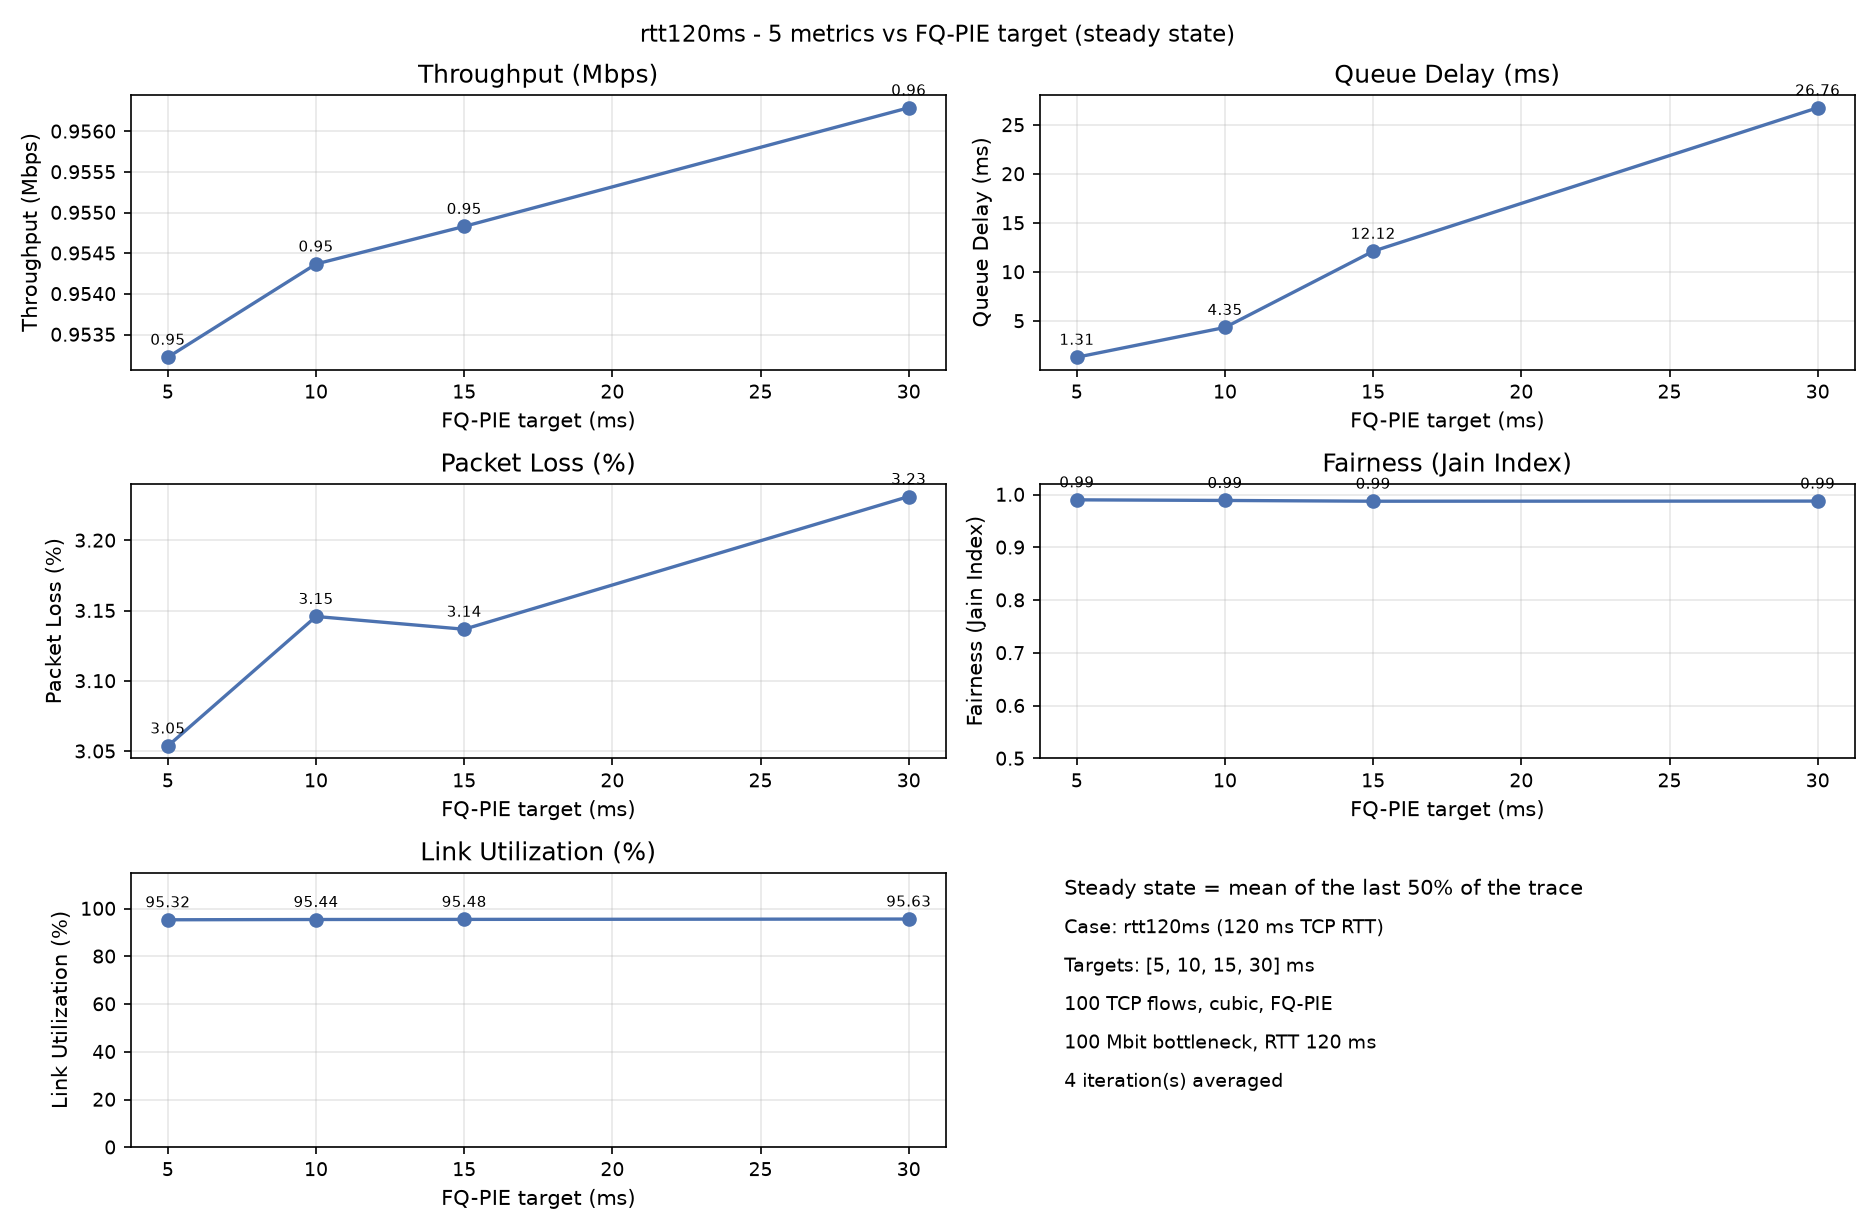 rtt120ms - 5 metrics vs FQ-PIE target (steady state)
Throughput (Mbps)
Throughput (Mbps)
0.9560
0.9555
0.9550
0.9545
0.9540
0.9535
0.95
0.95
0.95
0.96
5 10 15 20 25 30
FQ-PIE target (ms)
Queue Delay (ms)
Queue Delay (ms)
25
20
15
10
5
1.31
4.35
12.12
26.76
5 10 15 20 25 30
FQ-PIE target (ms)
Packet Loss (%)
Packet Loss (%)
3.20
3.15
3.10
3.05
3.05
3.15
3.14
3.23
5 10 15 20 25 30
FQ-PIE target (ms)
Fairness (Jain Index)
Fairness (Jain Index)
1.0
0.9
0.8
0.7
0.6
0.5
0.99
0.99
0.99
0.99
5 10 15 20 25 30
FQ-PIE target (ms)
Link Utilization (%)
Link Utilization (%)
100
80
60
40
20
0
95.32
95.44
95.48
95.63
5 10 15 20 25 30
FQ-PIE target (ms)
Steady state = mean of the last 50% of the trace
Case: rtt120ms (120 ms TCP RTT)
Targets: [5, 10, 15, 30] ms
100 TCP flows, cubic, FQ-PIE
100 Mbit bottleneck, RTT 120 ms
4 iteration(s) averaged